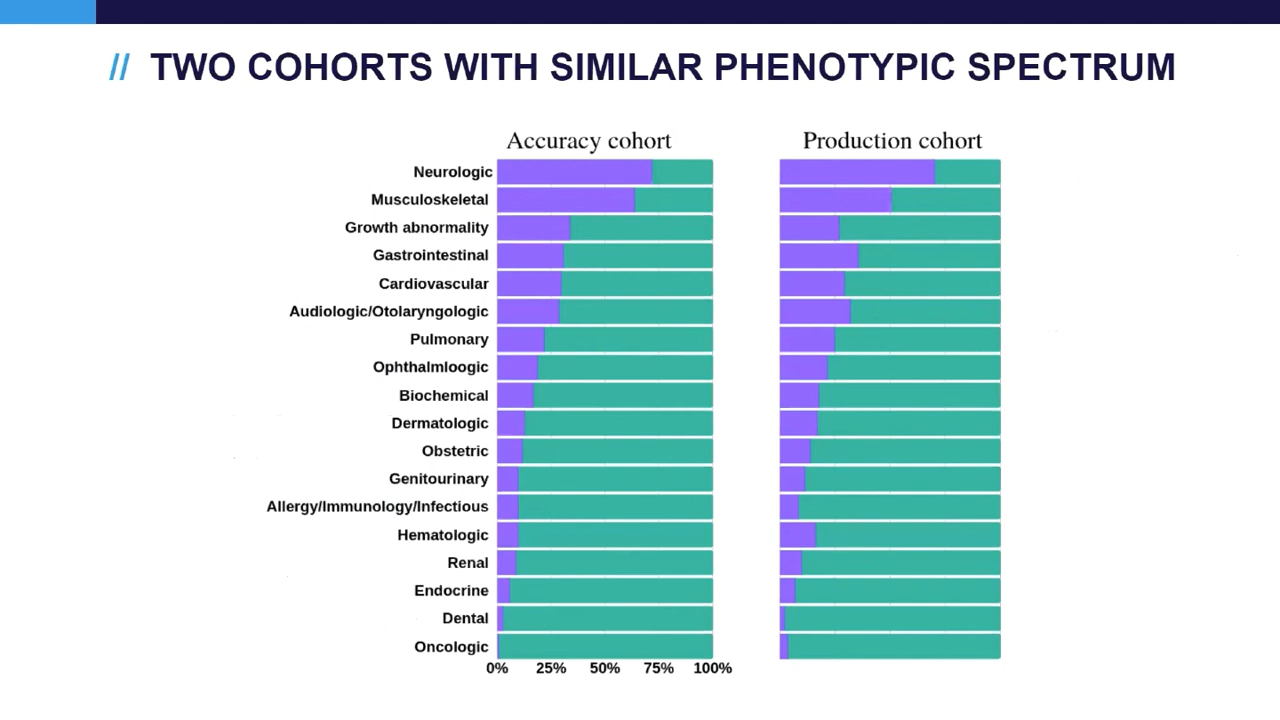 // TWO COHORTS WITH SIMILAR PHENOTYPIC SPECTRUM
Accuracy cohort
Production cohort
Neurologic
Musculoskeletal
Growth abnormality
Gastrointestinal
Cardiovascular
Audiologic/Otolaryngologic
Pulmonary
Ophthalmloogic
Biochemical
Dermatologic
Obstetric
Genitourinary
Allergy/Immunology/Infectious
Hematologic
Renal
Endocrine
Dental
Oncologic
0% 25% 50% 75% 100%